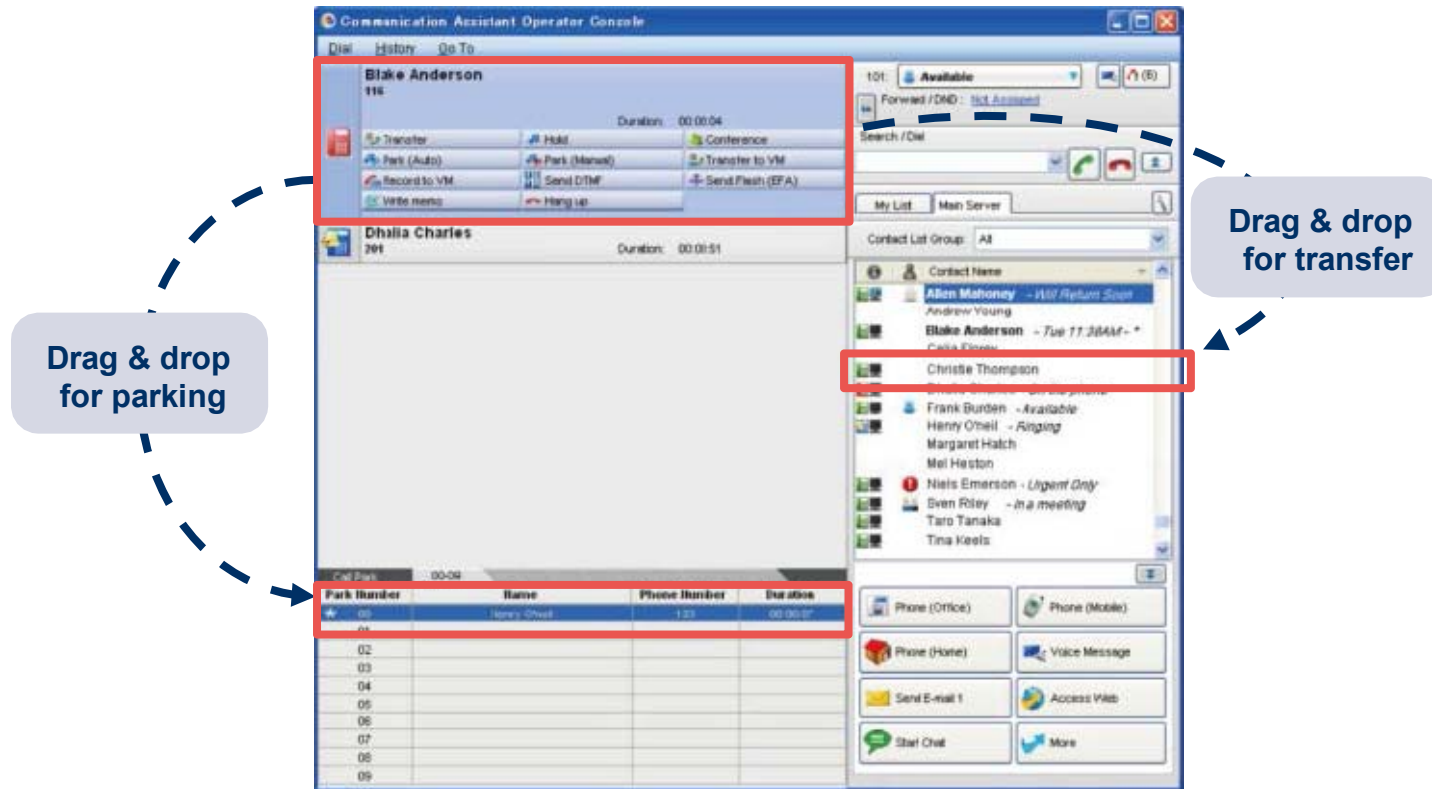 Communication Assistant Operator Console
Dial History Go To
Blake Anderson
116
Duration: 00:00:04
Transfer Hold Conference
Park (Auto) Park (Manual) Transfer to VM
Record to VM Send DTMF Send Flash (EFA)
Write memo Hang up
Dhalia Charles
201
Duration: 00:00:51
101: Available (6)
Forward / DND : Not Assigned
Search / Dial
My List Main Server
Contact List Group: All
Contact Name
Allen Mahoney - Will Return Soon
Andrew Young
Blake Anderson - Tue 11:38AM - *
Christie Thompson
Frank Burden - Available
Henry O'neil - Ringing
Margaret Hatch
Mel Heston
Niels Emerson - Urgent Only
Sven Riley - In a meeting
Taro Tanaka
Tina Keels
Drag & drop
for transfer
Drag & drop
for parking
Call Park 00-09
Park Number Name Phone Number Duration
00 Henry O'neil 123
01
02
03
04
05
06
07
08
09
Phone (Office) Phone (Mobile)
Phone (Home) Voice Message
Send E-mail 1 Access Web
Start Chat More